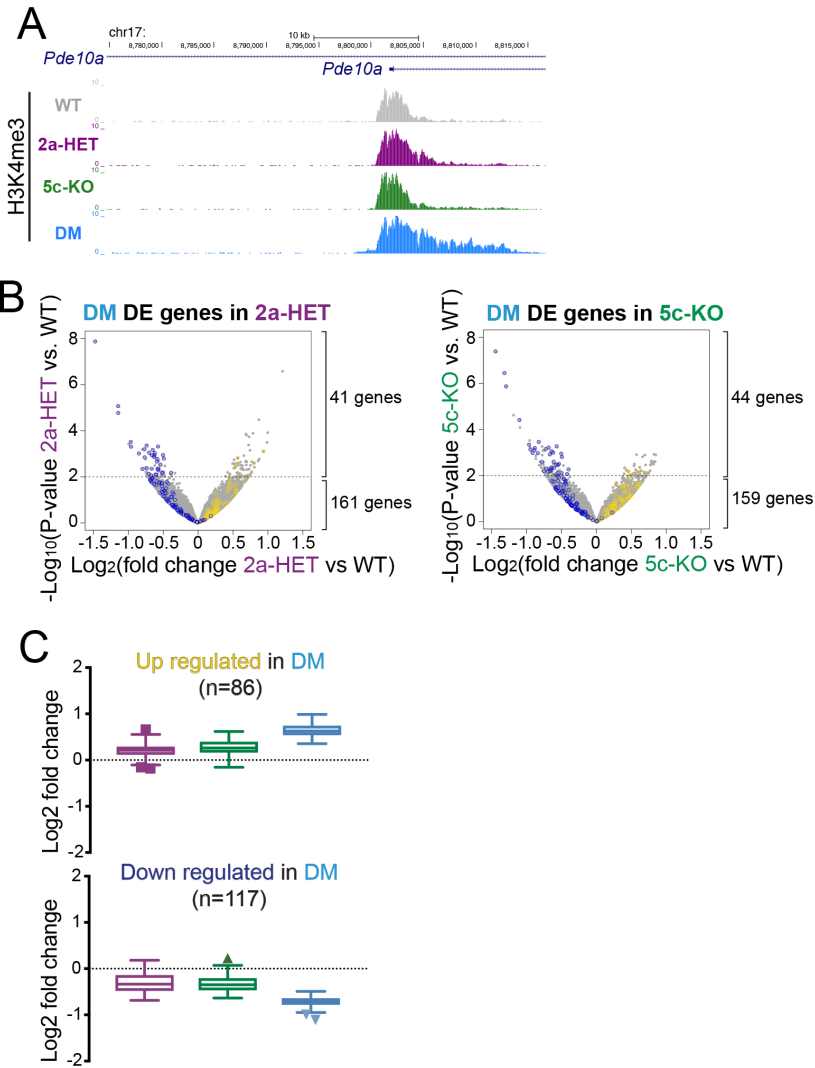 A
chr17:
10 kb
8,780,000 8,785,000 8,790,000 8,795,000 8,800,000 8,805,000 8,810,000 8,815,000
Pde10a
Pde10a
H3K4me3
10
WT
0
10
2a-HET
0
10
5c-KO
0
10
DM
0
B
DM DE genes in 2a-HET
-Log10(P-value 2a-HET vs. WT)
8
6
4
2
0
41 genes
161 genes
-1.5 -1.0 -0.5 0 0.5 1.0 1.5
Log2(fold change 2a-HET vs WT)
DM DE genes in 5c-KO
-Log10(P-value 5c-KO vs. WT)
8
6
4
2
0
44 genes
159 genes
-1.5 -1.0 -0.5 0 0.5 1.0 1.5
Log2(fold change 5c-KO vs WT)
C
Up regulated in DM
(n=86)
Log2 fold change
2
1
0
-1
-2
Down regulated in DM
(n=117)
Log2 fold change
2
1
0
-1
-2